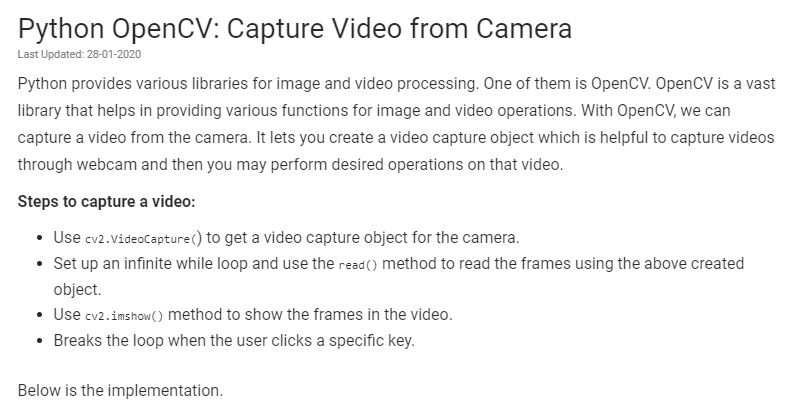 Python OpenCV: Capture Video from Camera
Last Updated: 28-01-2020
Python provides various libraries for image and video processing. One of them is OpenCV. OpenCV is a vast
library that helps in providing various functions for image and video operations. With OpenCV, we can
capture a video from the camera. It lets you create a video capture object which is helpful to capture videos
through webcam and then you may perform desired operations on that video.
Steps to capture a video:
• Use cv2.VideoCapture() to get a video capture object for the camera.
• Set up an infinite while loop and use the read() method to read the frames using the above created
object.
• Use cv2.imshow() method to show the frames in the video.
• Breaks the loop when the user clicks a specific key.
Below is the implementation.